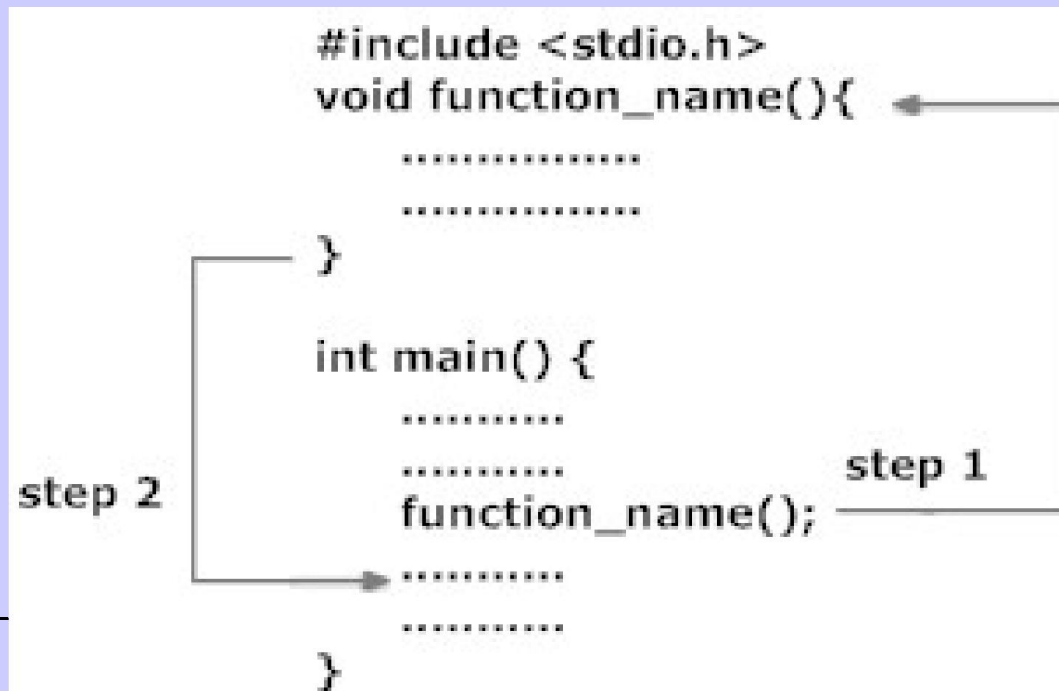 #include <stdio.h>
void function_name(){
................
................
}
int main() {
...........
...........
step 1
step 2
function_name();
...........
...........
}